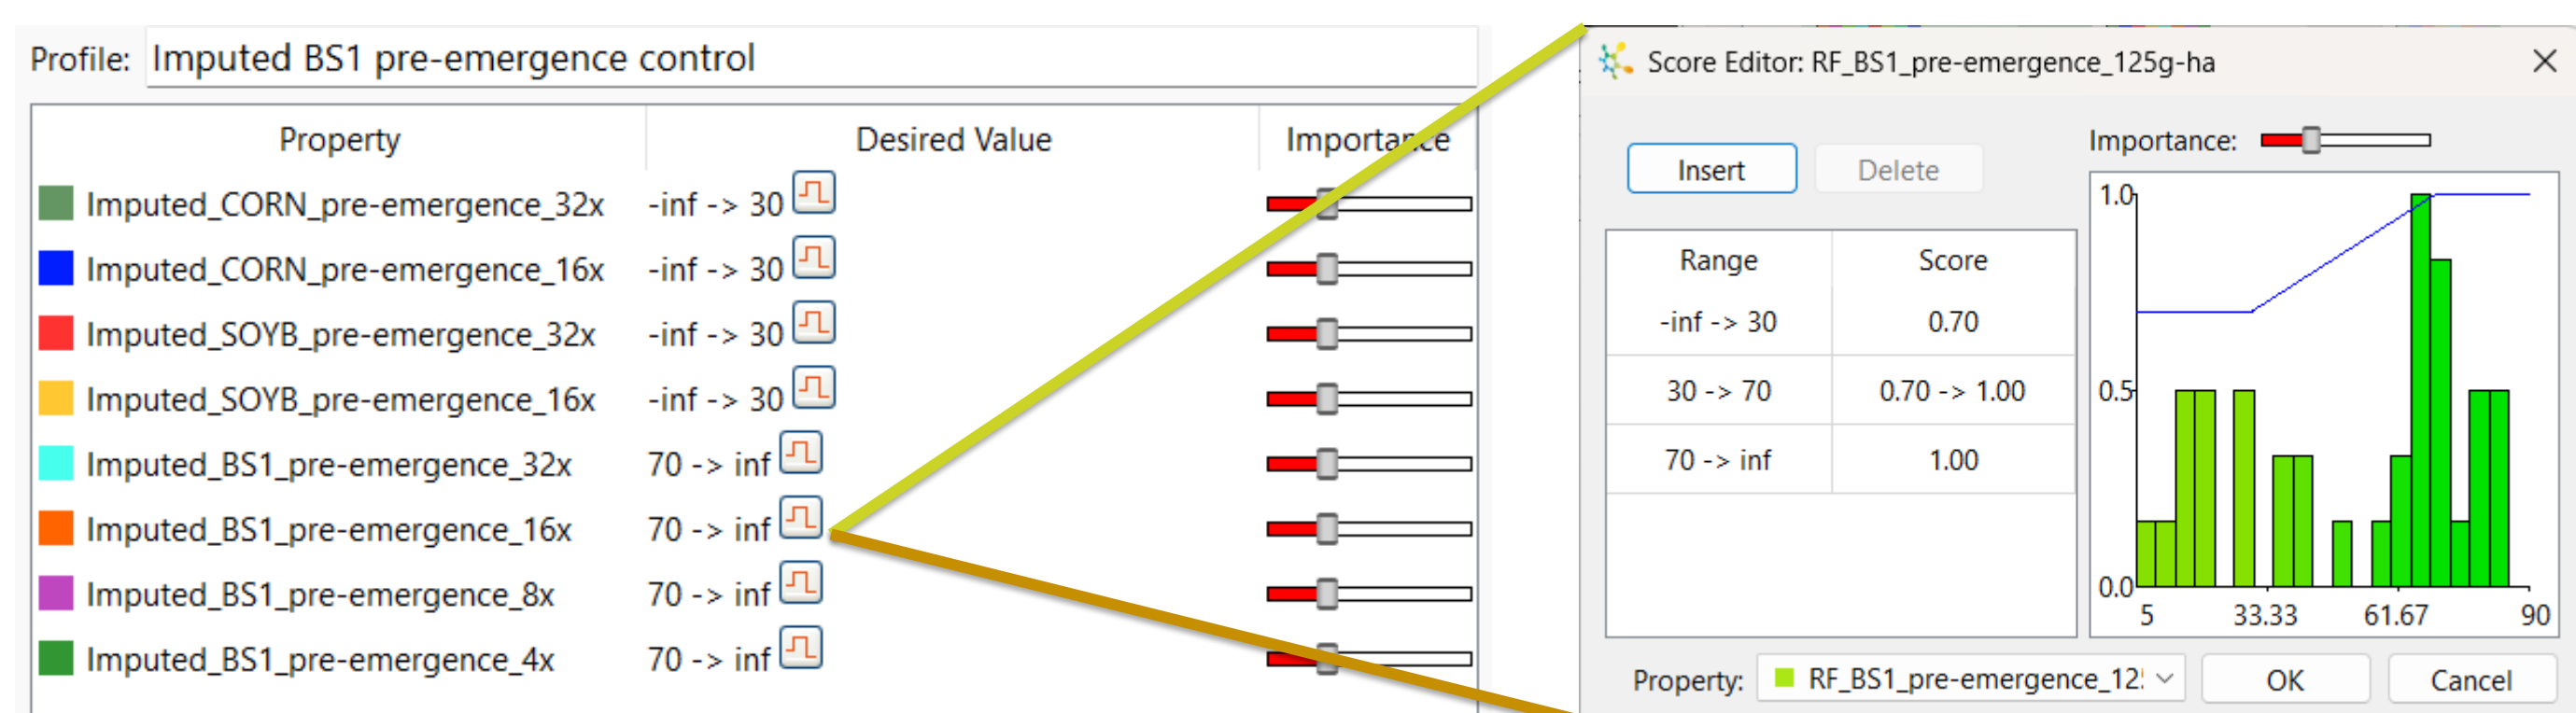 Profile: Imputed BS1 pre-emergence control
Property Desired Value Importance
Imputed_CORN_pre-emergence_32x -inf -> 30
Imputed_CORN_pre-emergence_16x -inf -> 30
Imputed_SOYB_pre-emergence_32x -inf -> 30
Imputed_SOYB_pre-emergence_16x -inf -> 30
Imputed_BS1_pre-emergence_32x 70 -> inf
Imputed_BS1_pre-emergence_16x 70 -> inf
Imputed_BS1_pre-emergence_8x 70 -> inf
Imputed_BS1_pre-emergence_4x 70 -> inf
Score Editor: RF_BS1_pre-emergence_125g-ha
Insert Delete
Importance:
Range Score
-inf -> 30 0.70
30 -> 70 0.70 -> 1.00
70 -> inf 1.00
1.0
0.5
0.0
5 33.33 61.67 90
Property: RF_BS1_pre-emergence_12! OK Cancel